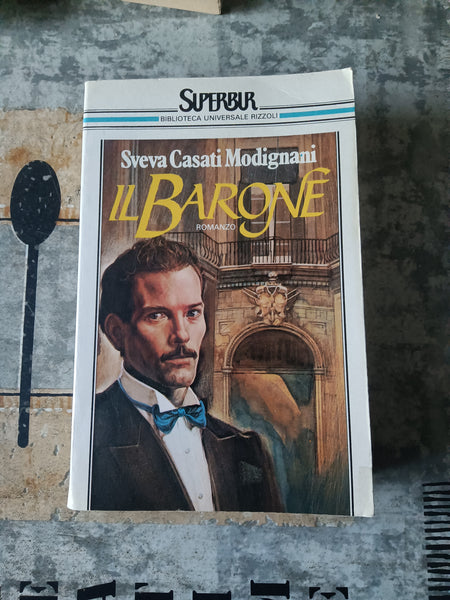 SUPERBUR
BIBLIOTECA UNIVERSALE RIZZOLI
Sveva Casati Modignani
IL BARONE
ROMANZO